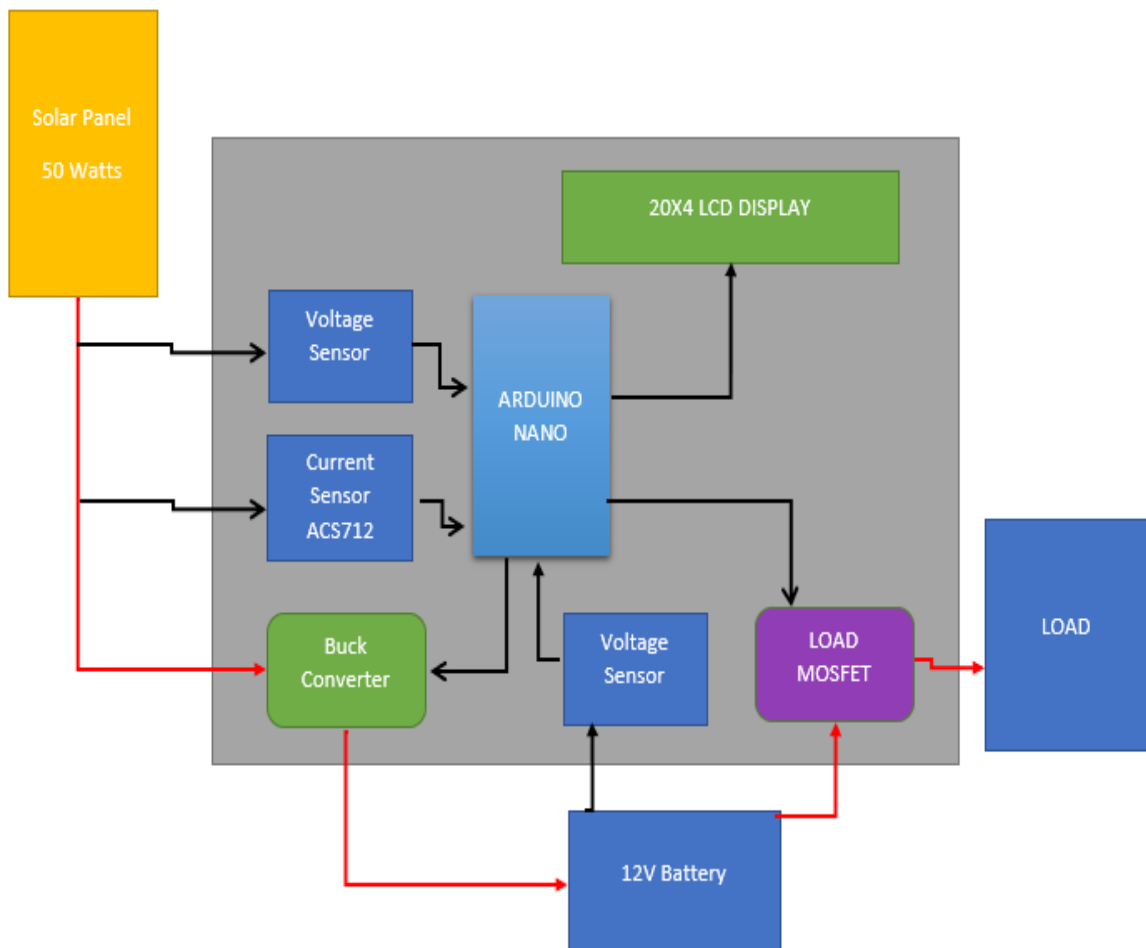 Solar Panel
50 Watts
20X4 LCD DISPLAY
Voltage
Sensor
ARDUINO
NANO
Current
Sensor
ACS712
Buck
Converter
Voltage
Sensor
LOAD
MOSFET
LOAD
12V Battery